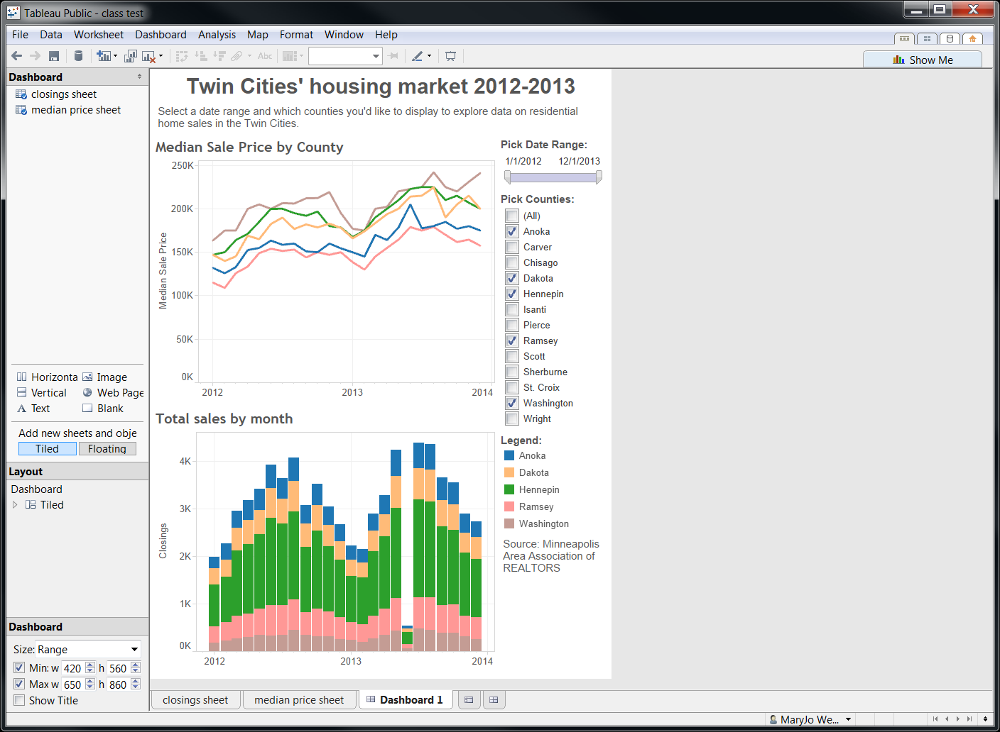 Tableau Public - class test
File Data Worksheet Dashboard Analysis Map Format Window Help
Abc
Show Me
Dashboard
closings sheet
median price sheet
Horizonta Image
Vertical Web Page
Text Blank
Add new sheets and obje
Tiled Floating
Layout
Dashboard
Tiled
Dashboard
Size: Range
Min: w 420 h 560
Max w 650 h 860
Show Title
Twin Cities' housing market 2012-2013
Select a date range and which counties you'd like to display to explore data on residential
home sales in the Twin Cities.
Median Sale Price by County
Median Sale Price
250K
200K
150K
100K
50K
0K
2012 2013 2014
Total sales by month
Closings
4K
3K
2K
1K
0K
2012 2013 2014
Pick Date Range:
1/1/2012 12/1/2013
Pick Counties:
(All)
Anoka
Carver
Chisago
Dakota
Hennepin
Isanti
Pierce
Ramsey
Scott
Sherburne
St. Croix
Washington
Wright
Legend:
Anoka
Dakota
Hennepin
Ramsey
Washington
Source: Minneapolis
Area Association of
REALTORS
closings sheet median price sheet Dashboard 1
MaryJo We...